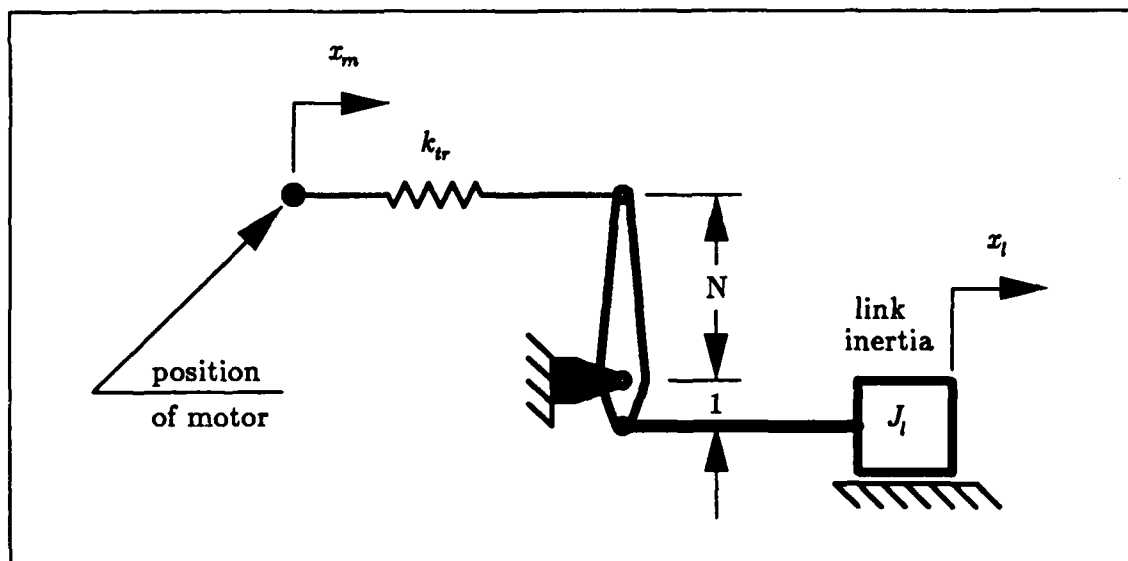 x_m
k_tr
N
x_l
link
inertia
position
of motor
1
J_l